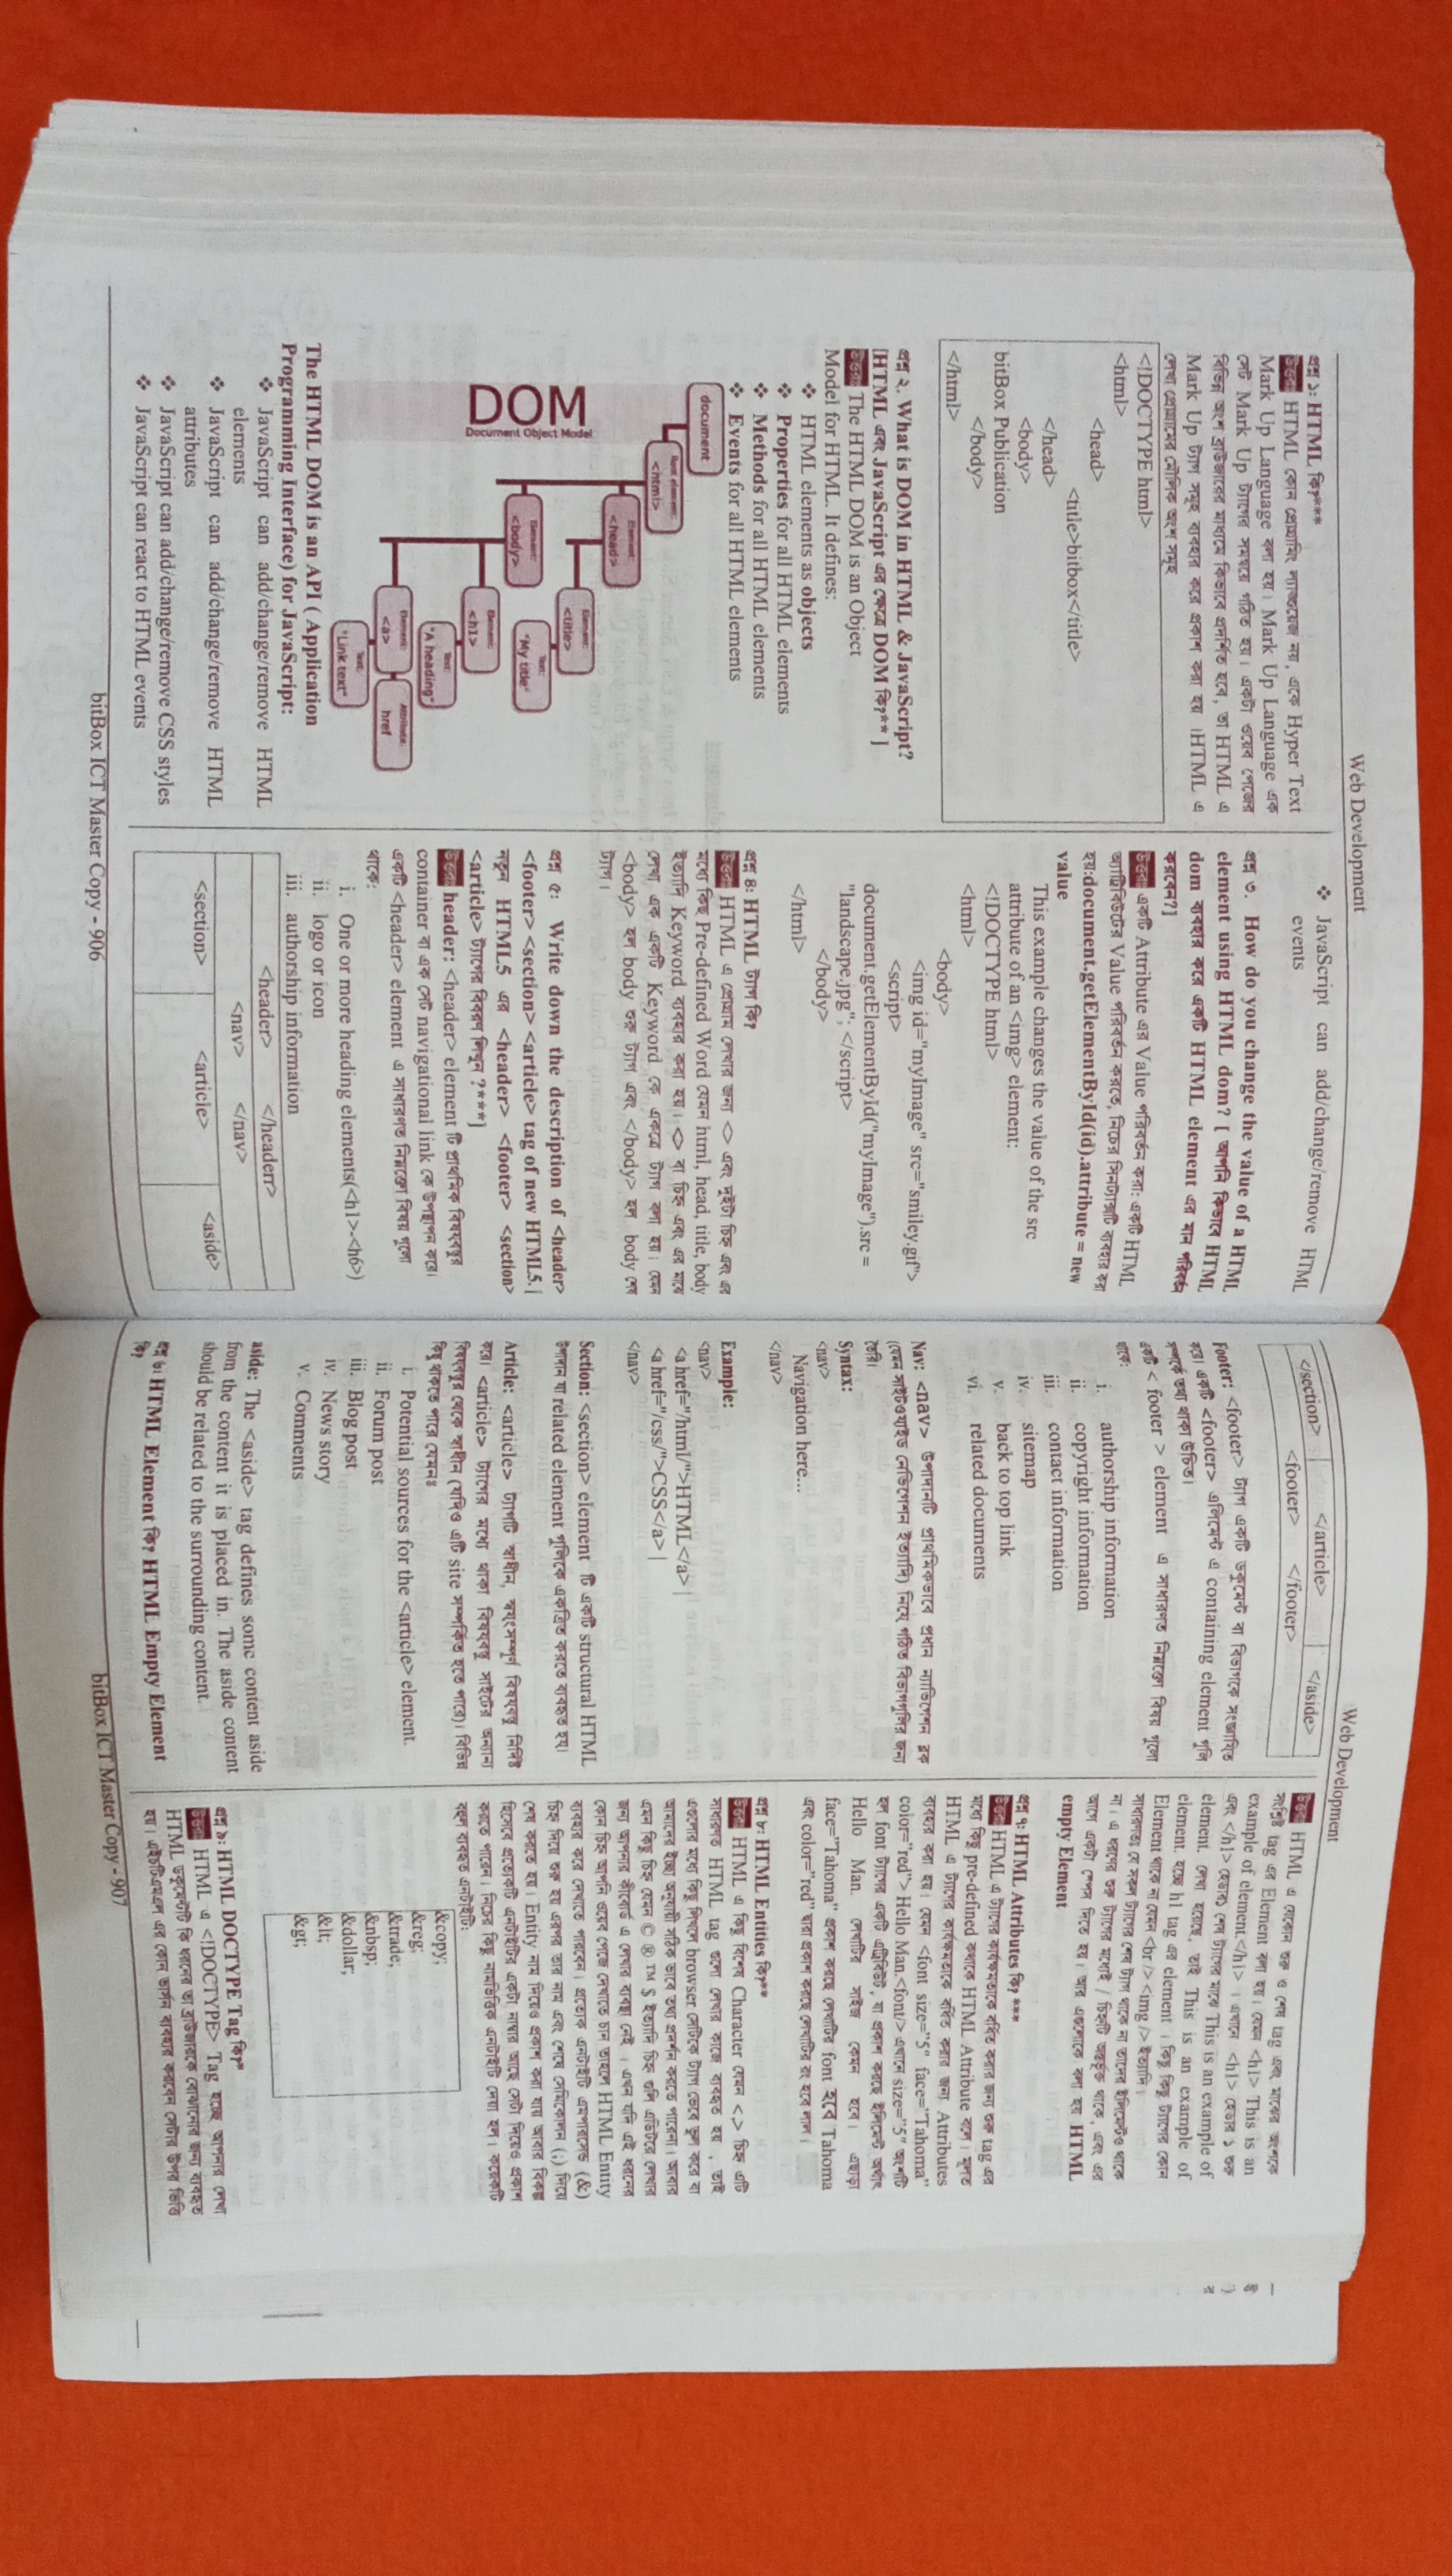 Web Development
প্রশ্ন ১: HTML কি?***
উত্তরঃ HTML কোন প্রোগ্রামিং ল্যাঙ্গুয়েজ নয়, একে Hyper Text
Mark Up Language বলা হয়। Mark Up Language এক
সেট Mark Up ট্যাগের সমন্বয়ে গঠিত হয়। একটা ওয়েব পেজের
বিভিন্ন অংশ ব্রাউজারের মাধ্যমে কিভাবে প্রদর্শিত হবে, তা HTML এ
Mark Up ট্যাগ সমূহ ব্যবহার করে প্রকাশ করা হয় ।HTML এ
লেখা প্রোগ্রামের মৌলিক অংশ সমূহ
<!DOCTYPE html>
<html>
<head>
<title>bitbox</title>
</head>
<body>
bitBox Publication
</body>
</html>
প্রশ্ন ২. What is DOM in HTML & JavaScript?
[HTML এবং JavaScript এর ক্ষেত্রে DOM কি?** ]
উত্তরঃ The HTML DOM is an Object
Model for HTML. It defines:
❖ HTML elements as objects
❖ Properties for all HTML elements
❖ Methods for all HTML elements
❖ Events for all HTML elements
DOM
Document Object Model
document
Root element:
<html>
Element:
<head>
Element:
<title>
Text:
"My title"
Element:
<body>
Element:
<h1>
Text:
"A heading"
Element:
<a>
Attribute:
href
Text:
"Link text"
The HTML DOM is an API ( Application
Programming Interface) for JavaScript:
❖ JavaScript can add/change/remove HTML
elements
❖ JavaScript can add/change/remove HTML
attributes
❖ JavaScript can add/change/remove CSS styles
❖ JavaScript can react to HTML events
❖ JavaScript can add/change/remove HTML
events
প্রশ্ন ৩. How do you change the value of a HTML
element using HTML dom? [ আপনি কিভাবে HTML
dom ব্যবহার করে একটি HTML element এর মান পরিবর্তন
করবেন?]
উত্তরঃ একটি Attribute এর Value পরিবর্তন করা: একটি HTML
অ্যাট্রিবিউটের Value পরিবর্তন করতে, নিচের সিনট্যাক্সটি ব্যবহার করা
হয়:document.getElementById(id).attribute = new
value
This example changes the value of the src
attribute of an <img> element:
<!DOCTYPE html>
<html>
<body>
<img id="myImage" src="smiley.gif">
<script>
document.getElementById("myImage").src =
"landscape.jpg"; </script>
</body>
</html>
প্রশ্ন ৪: HTML ট্যাগ কি?
উত্তরঃ HTML এ প্রোগ্রাম লেখার জন্য <> এবং দুইটা চিহ্ন এবং এর
মধ্যে কিছু Pre-defined Word যেমন html, head, title, body
ইত্যাদি Keyword ব্যবহার করা হয়। <> বা চিহ্ন এবং এর মাঝে
লেখা এক একটি Keyword কে একত্রে ট্যাগ বলা হয়। যেমন
<body> হল body শুরু ট্যাগ এবং </body> হল body শেষ
ট্যাগ।
প্রশ্ন ৫: Write down the description of <header>
<footer> <section> <article> tag of new HTML5. [
নতুন HTML5 এর <header> <footer> <section>
<article> ট্যাগের বিবরণ লিখুন ?***]
উত্তরঃ header: <header> element টি প্রাথমিক বিষয়বস্তুর
container বা এক সেট navigational link কে উপস্থাপন করে।
একটি <header> element এ সাধারণত নিম্নক্তো বিষয় গুলো
থাকে:
i. One or more heading elements(<h1>-<h6>)
ii. logo or icon
iii. authorship information
<header> </headerr>
<nav> </nav>
<section> <article> <aside>
bitBox ICT Master Copy - 906
Web Development
</section> </article> </aside>
<footer> </footer>
Footer: <footer> ট্যাগ একটি ডকুমেন্ট বা বিভাগকে সংজ্ঞায়িত
করে। একটি <footer> এলিমেন্ট এ containing element গুলি
সম্পর্কে তথ্য থাকা উচিত।
একটি < footer > element এ সাধারণত নিম্নক্তো বিষয় গুলো
থাকে:
i. authorship information
ii. copyright information
iii. contact information
iv. sitemap
v. back to top link
vi. related documents
Nav: <nav> উপাদানটি প্রাথমিকভাবে প্রধান ন্যাভিগেশন ব্লক
(যেমন সাইটওয়াইড নেভিগেশন ইত্যাদি) নিয়ে গঠিত বিভাগগুলির জন্য
তৈরি।
Syntax:
<nav>
Navigation here...
</nav>
Example:
<nav>
<a href="/html/">HTML</a> |
<a href="/css/">CSS</a> |
</nav>
Section: <section> element টি একটি structural HTML
উপাদান যা related element গুলিকে একত্রিত করতে ব্যবহৃত হয়।
Article: <article> ট্যাগটি স্বাধীন, স্বয়ংসম্পূর্ণ বিষয়বস্তু নির্দিষ্ট
করে। <article> ট্যাগের মধ্যে থাকা বিষয়বস্তু সাইটের অন্যান্য
বিষয়বস্তুর থেকে স্বাধীন (যদিও এটি site সম্পর্কিত হতে পারে)। বিভিন্ন
কিছু থাকতে পারে যেমনঃ
i. Potential sources for the <article> element.
ii. Forum post
iii. Blog post
iv. News story
v. Comments
aside: The <aside> tag defines some content aside
from the content it is placed in. The aside content
should be related to the surrounding content.
প্রশ্ন ৬: HTML Element কি? HTML Empty Element
কি?
উত্তরঃ HTML এ যেকোন শুরু ও শেষ tag এবং মাঝের অংশকে
সংশ্লিষ্ট tag এর Element বলা হয়। যেমন <h1> This is an
example of element.</h1> । এখানে <h1> হেডার ১ শুরু
এবং </h1> হেডার১ শেষ ট্যাগের মাঝে This is an example of
element. লেখা হয়েছে, তাই This is an example of
element. হচ্ছে h1 tag এর element । কিছু কিছু ট্যাগের কোন
Element থাকে না যেমন <br /> <img /> ইত্যাদি।
সাধারণতঃ যে সকল ট্যাগের শেষ ট্যাগ থাকে না তাদের ইলিমেন্টও থাকে
না। এ ধরণের শুরু ট্যাগের মধ্যেই / চিহ্নটি অন্তর্ভূক্ত থাকে, এবং এর
আগে একটা স্পেস দিতে হয়। আর এগুলোকে বলা হয় HTML
empty Element
প্রশ্ন ৭: HTML Attributes কি? ***
উত্তরঃ HTML এ ট্যাগের কার্যক্ষমতাকে বর্ধিত করার জন্য শুরু tag এর
মধ্যে কিছু pre-defined কথাকে HTML Attribute বলে। মূলত
HTML এ ট্যাগের কার্যক্ষমতাকে বর্ধিত করার জন্য Attributes
ব্যবহার করা হয়। যেমন <font size=”5” face=”Tahoma”
color=”red”> Hello Man.<font/> এখানে size=”5” অংশটি
হল font ট্যাগের একটি এট্রিবিউট, যা প্রকাশ করছে ইলিমেন্ট অর্থাৎ
Hello Man. লেখাটির সাইজ কেমন হবে। এছাড়া
face=”Tahoma” প্রকাশ করছে লেখাটির font হবে Tahoma
এবং color=”red” দ্বারা প্রকাশ করছে লেখাটির রং হবে লাল।
প্রশ্ন ৮: HTML Entities কি?**
উত্তরঃ HTML এ কিছু বিশেষ Character যেমন <,> চিহ্ন এটি
সাধারণত HTML tag গুলো লেখার কাজে ব্যবহৃত হয় , তাই
এগুলোর মধ্যে কিছু লিখলে browser সেটিকে ট্যাগ ভেবে ভুল করে বা
আমাদের ইচ্ছা অনুযায়ী সঠিক ভাবে তথ্য প্রদর্শন করতে পারেনা। আবার
এমন কিছু চিহ্ন যেমন © ® ™ $ ইত্যাদি চিহ্ন গুলি এডিটরে লেখার
জন্য আপনার কীবোর্ড এ লেখার ব্যবস্থা নেই । এখন যদি এই ধরনের
কোন চিহ্ন আপনি ওয়েব পেজে দেখাতে চান তাহলে HTML Entity
ব্যবহার করে দেখাতে পারবেন। প্রত্যেক এনটাইটি এমপারসেন্ড (&)
চিহ্ন দিয়ে শুরু হয় এরপর তার নাম এবং শেষে সেমিকোলন (;) দিয়ে
শেষ করতে হয়। Entity নাম দিয়েও প্রকাশ করা যায় আবার বিকল্প
হিসেবে প্রত্যেকটি এনটাইটির একটা নাম্বার আছে সেটা দিয়েও প্রকাশ
করতে পারেন। নিচের কিছু নামভিত্তিক এনটাইটি দেয়া হল। কয়েকটি
বহুল ব্যবহৃত এনটাইটি:
&copy;
&reg;
&trade;
&nbsp;
&dollar;
&lt;
&gt;
প্রশ্ন ৯: HTML DOCTYPE Tag কি?*
উত্তরঃ HTML এ <!DOCTYPE> Tag হচ্ছে আপনার লেখা
HTML ডকুমেন্টটি কি ধরনের তা ব্রাউজারকে বোঝানোর জন্য ব্যবহৃত
হয়। এইচটিএমএল এর কোন ভার্সন ব্যবহার করবেন সেটার উপর ভিত্তি
bitBox ICT Master Copy - 907